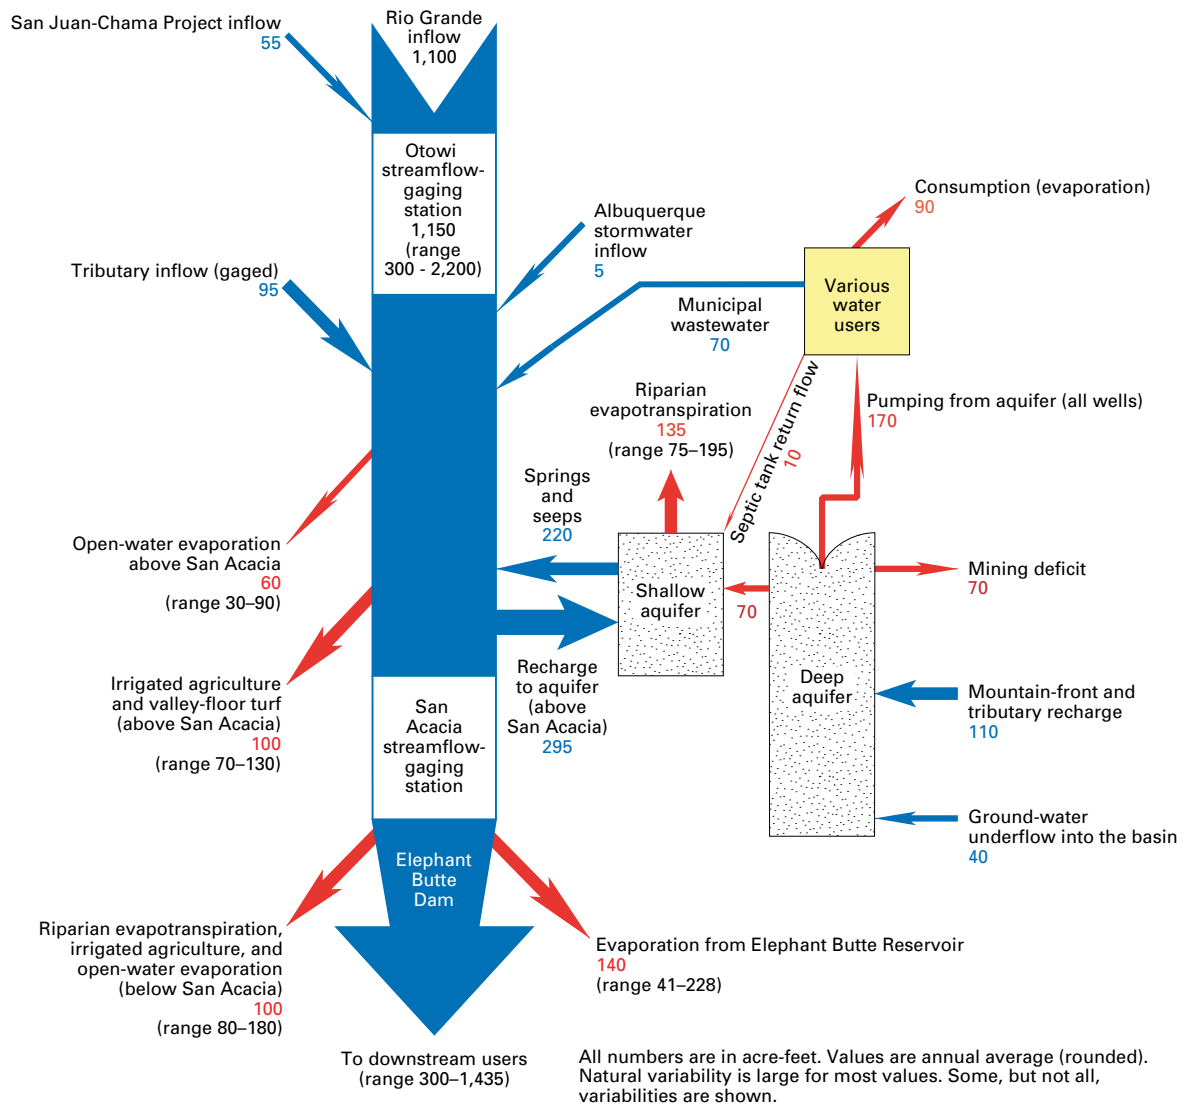 San Juan-Chama Project inflow
55
Rio Grande
inflow
1,100
Otowi
streamflow-
gaging
station
1,150
(range
300 - 2,200)
Tributary inflow (gaged)
95
Albuquerque
stormwater
inflow
5
Consumption (evaporation)
90
Various
water
users
Municipal
wastewater
70
Pumping from aquifer (all wells)
170
Septic tank return flow
10
Riparian
evapotranspiration
135
(range 75–195)
Springs
and
seeps
220
Open-water evaporation
above San Acacia
60
(range 30–90)
Shallow
aquifer
70
Mining deficit
70
Recharge
to aquifer
(above
San Acacia)
295
Deep
aquifer
Mountain-front and
tributary recharge
110
Irrigated agriculture
and valley-floor turf
(above San Acacia)
100
(range 70–130)
San
Acacia
streamflow-
gaging
station
Ground-water
underflow into the basin
40
Elephant
Butte
Dam
Riparian evapotranspiration,
irrigated agriculture, and
open-water evaporation
(below San Acacia)
100
(range 80–180)
Evaporation from Elephant Butte Reservoir
140
(range 41–228)
To downstream users
(range 300–1,435)
All numbers are in acre-feet. Values are annual average (rounded).
Natural variability is large for most values. Some, but not all,
variabilities are shown.